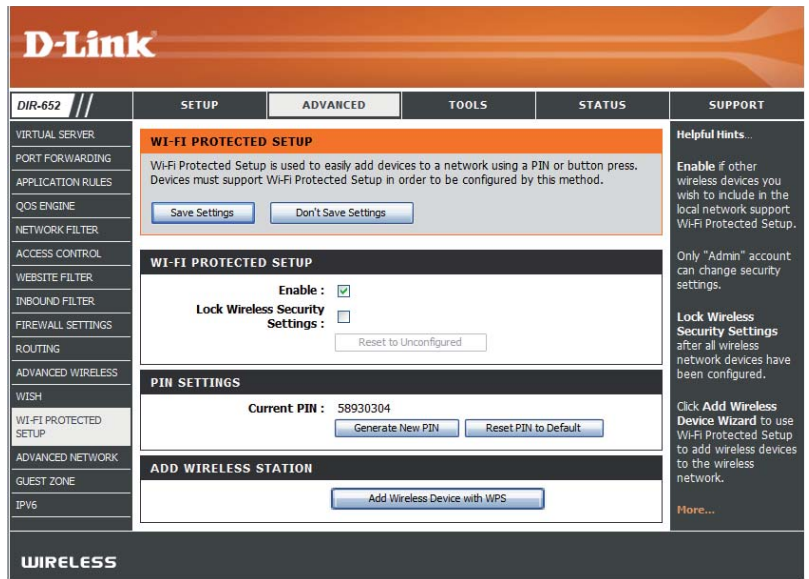 D-Link
DIR-652
SETUP
ADVANCED
TOOLS
STATUS
SUPPORT
VIRTUAL SERVER
PORT FORWARDING
APPLICATION RULES
QOS ENGINE
NETWORK FILTER
ACCESS CONTROL
WEBSITE FILTER
INBOUND FILTER
FIREWALL SETTINGS
ROUTING
ADVANCED WIRELESS
WISH
WI-FI PROTECTED
SETUP
ADVANCED NETWORK
GUEST ZONE
IPV6
WI-FI PROTECTED SETUP
Wi-Fi Protected Setup is used to easily add devices to a network using a PIN or button press.
Devices must support Wi-Fi Protected Setup in order to be configured by this method.
Save Settings
Don't Save Settings
WI-FI PROTECTED SETUP
Enable :
Lock Wireless Security
Settings :
Reset to Unconfigured
PIN SETTINGS
Current PIN : 58930304
Generate New PIN
Reset PIN to Default
ADD WIRELESS STATION
Add Wireless Device with WPS
Helpful Hints...
Enable if other
wireless devices you
wish to include in the
local network support
Wi-Fi Protected Setup.
Only "Admin" account
can change security
settings.
Lock Wireless
Security Settings
after all wireless
network devices have
been configured.
Click Add Wireless
Device Wizard to use
Wi-Fi Protected Setup
to add wireless devices
to the wireless
network.
More...
WIRELESS